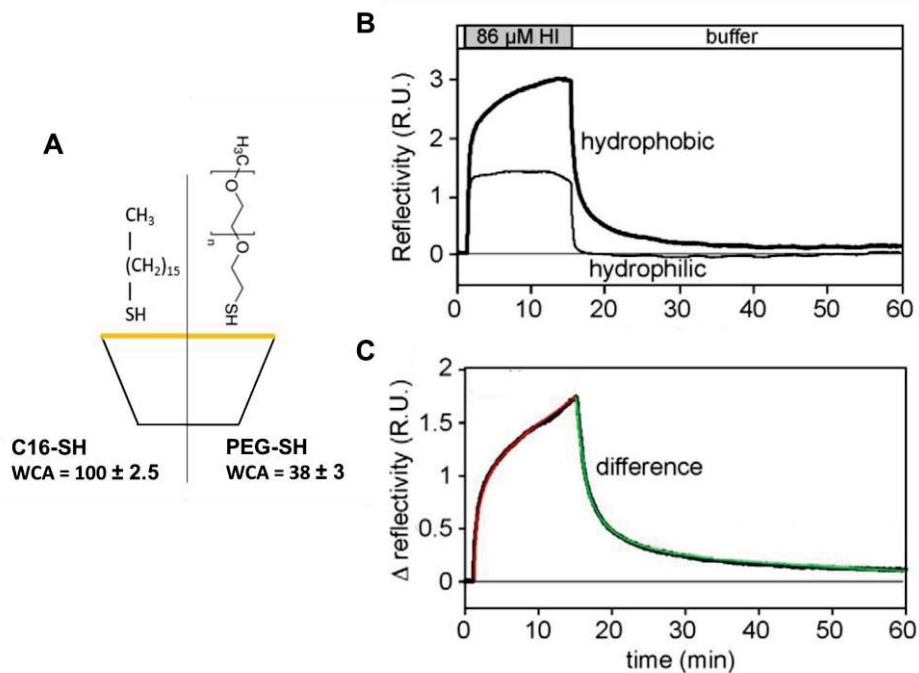 A
CH₃
(CH₂)₁₅
SH
H₃C
O
n
O
SH
C16-SH
WCA = 100 ± 2.5
PEG-SH
WCA = 38 ± 3
B
86 µM HI
buffer
Reflectivity (R.U.)
3
2
1
0
hydrophobic
hydrophilic
0 10 20 30 40 50 60
C
Δ reflectivity (R.U.)
2
1.5
1
0.5
0
difference
0 10 20 30 40 50 60
time (min)